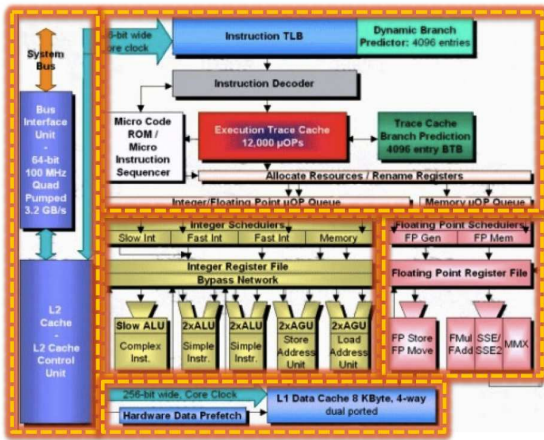 6-bit wide
Core clock
Instruction TLB
Dynamic Branch
Predictor: 4096 entries
System
Bus
Instruction Decoder
Bus
Interface
Unit
-
64-bit
100 MHz
Quad
Pumped
3.2 GB/s
Micro Code
ROM /
Micro
Instruction
Sequencer
Execution Trace Cache
12,000 µOPs
Trace Cache
Branch Prediction
4096 entry BTB
Allocate Resources / Rename Registers
Integer/Floating Point µOP Queue
Memory µOP Queue
Integer Schedulers
Slow Int
Fast Int
Fast Int
Memory
Floating Point Schedulers
FP Gen
FP Mem
Integer Register File
Bypass Network
Floating Point Register File
L2
Cache -
L2 Cache
Control
Unit
Slow ALU
Complex
Inst.
2xALU
Simple
Instr.
2xALU
Simple
Instr.
2xAGU
Store
Address
Unit
2xAGU
Load
Address
Unit
FP Store
FP Move
FMul
FAdd
SSE/
SSE2
MMX
256-bit wide, Core Clock
Hardware Data Prefetch
L1 Data Cache 8 KByte, 4-way
dual ported